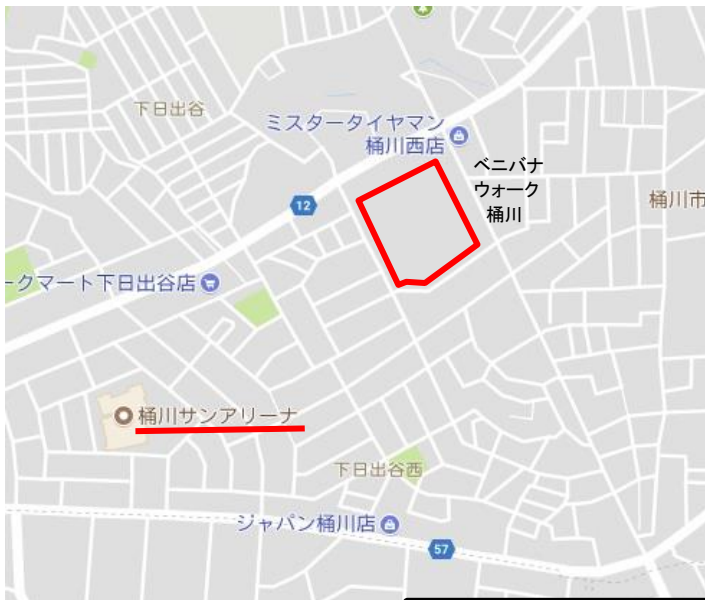 下日出谷
ミスタータイヤマン
桶川西店
ベニバナ
ウォーク
桶川
桶川市
12
ークマート下日出谷店
桶川サンアリーナ
下日出谷西
ジャパン桶川店
57